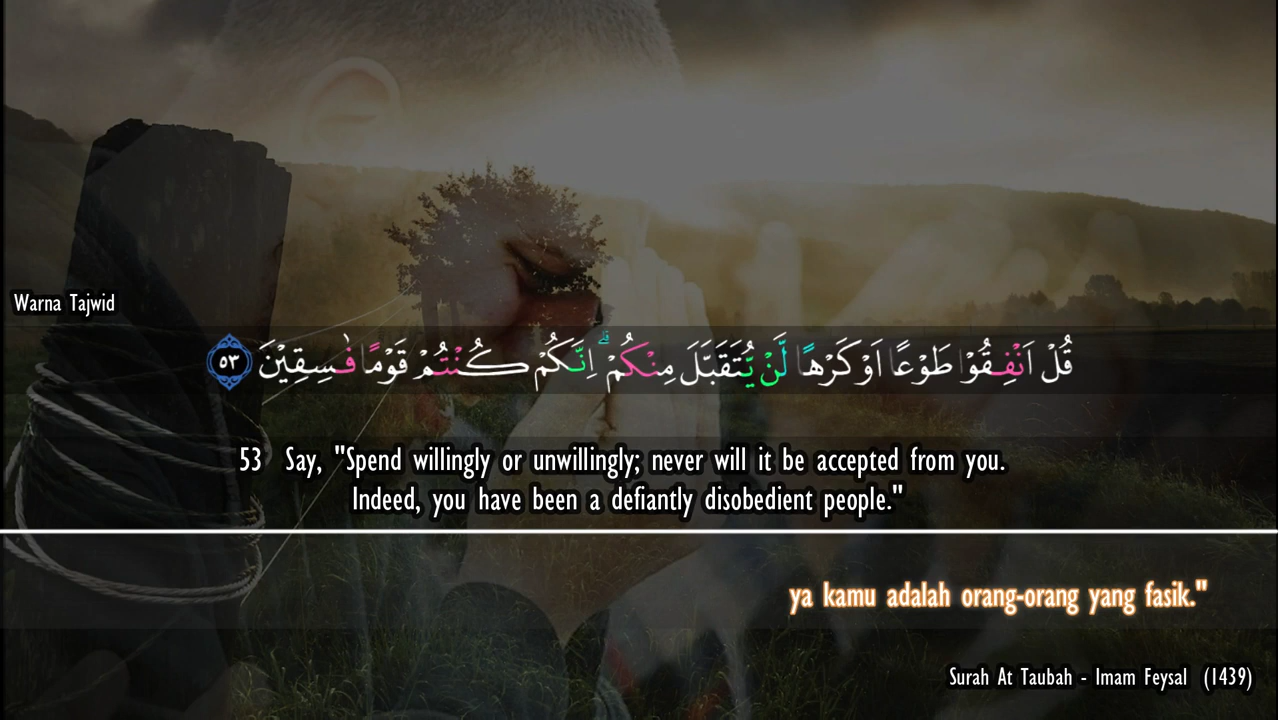 Warna Tajwid
قُلْ اَنْفِقُوْا طَوْعًا اَوْ كَرْهًا لَّنْ يُّتَقَبَّلَ مِنْكُمْ ۗ اِنَّكُمْ كُنْتُمْ قَوْمًا فٰسِقِيْنَ ٥٣
53 Say, "Spend willingly or unwillingly; never will it be accepted from you.
Indeed, you have been a defiantly disobedient people."
ya kamu adalah orang-orang yang fasik."
Surah At Taubah - Imam Feysal (1439)